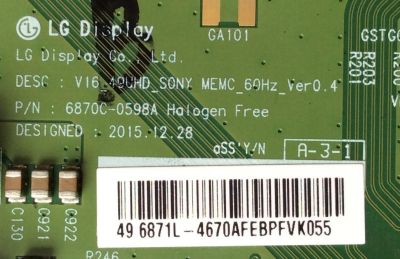 LG Display
GA101
GSTG
LG Display Co., Ltd.
R203
R201
DESC : V16_49UHD_SONY MEMC_60Hz_Ver0.4
P/N : 6870C-0598A Halogen Free
DESIGNED : 2015.12.28
aSS'Y/N
A-3-1
49 6871L-4670AFEBPFVK055
C130
C921
C922
R246